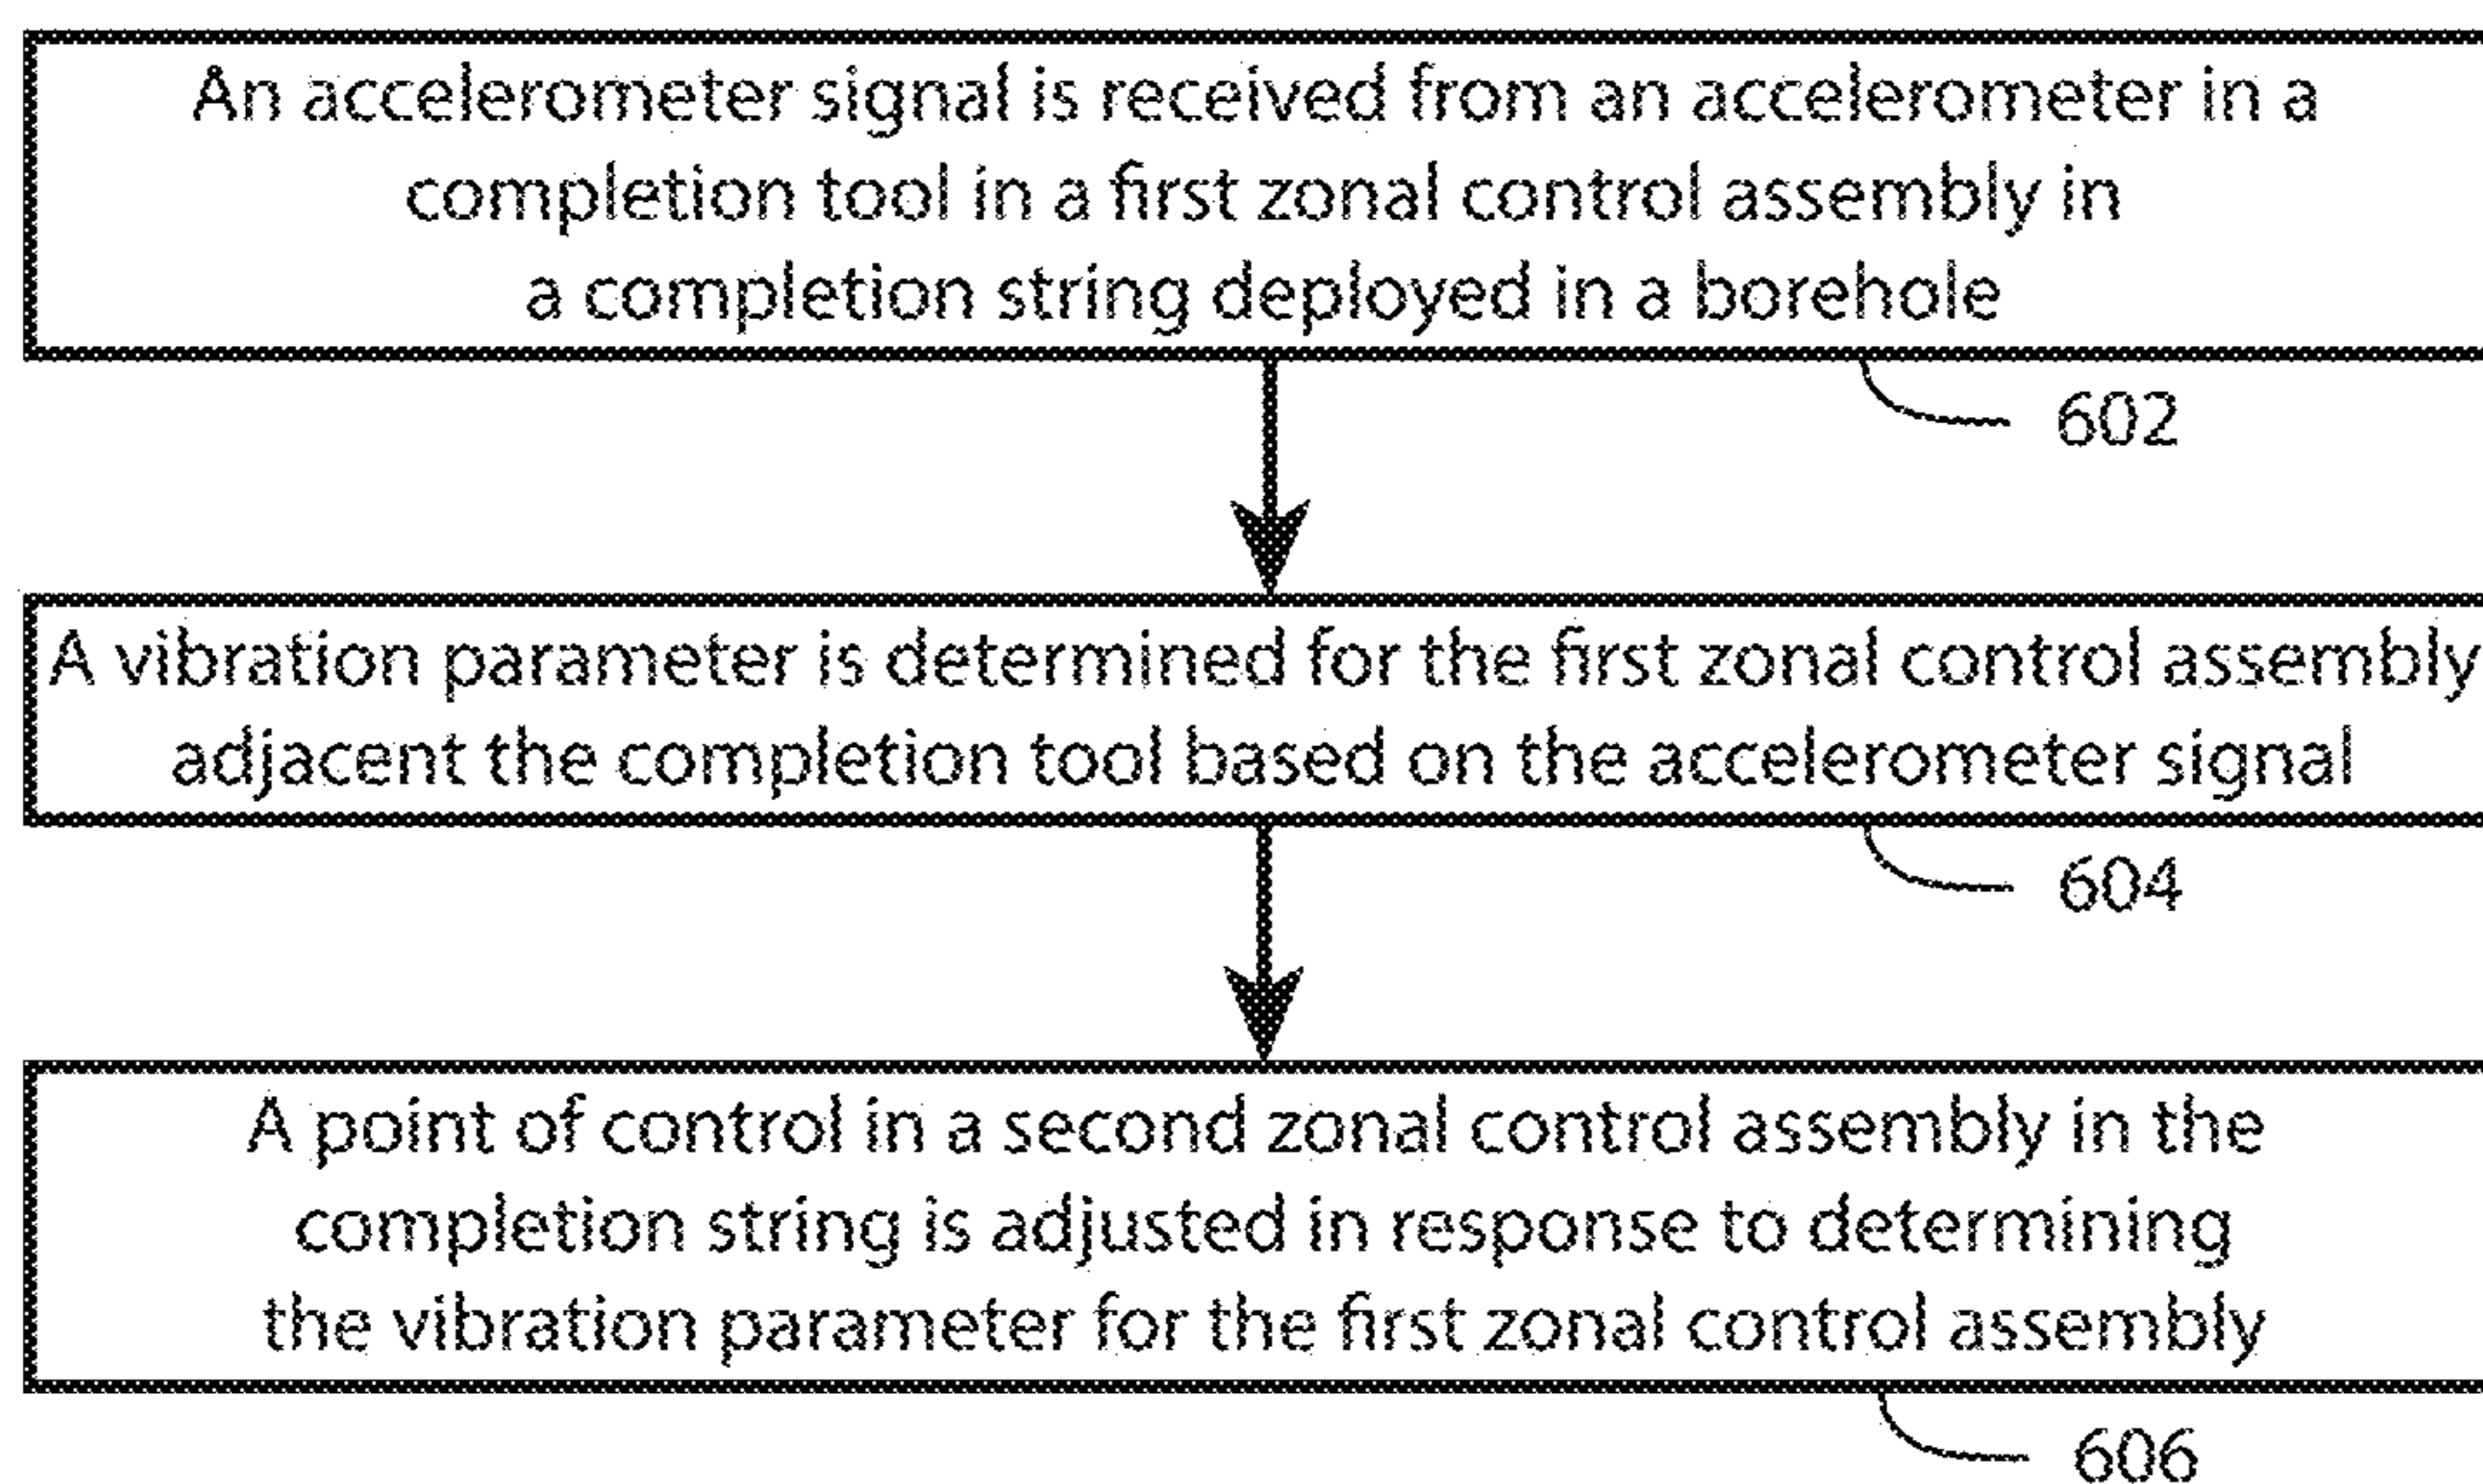 An accelerometer signal is received from an accelerometer in a
completion tool in a first zonal control assembly in
a completion string deployed in a borehole
602
A vibration parameter is determined for the first zonal control assembly
adjacent the completion tool based on the accelerometer signal
604
A point of control in a second zonal control assembly in the
completion string is adjusted in response to determining
the vibration parameter for the first zonal control assembly
606